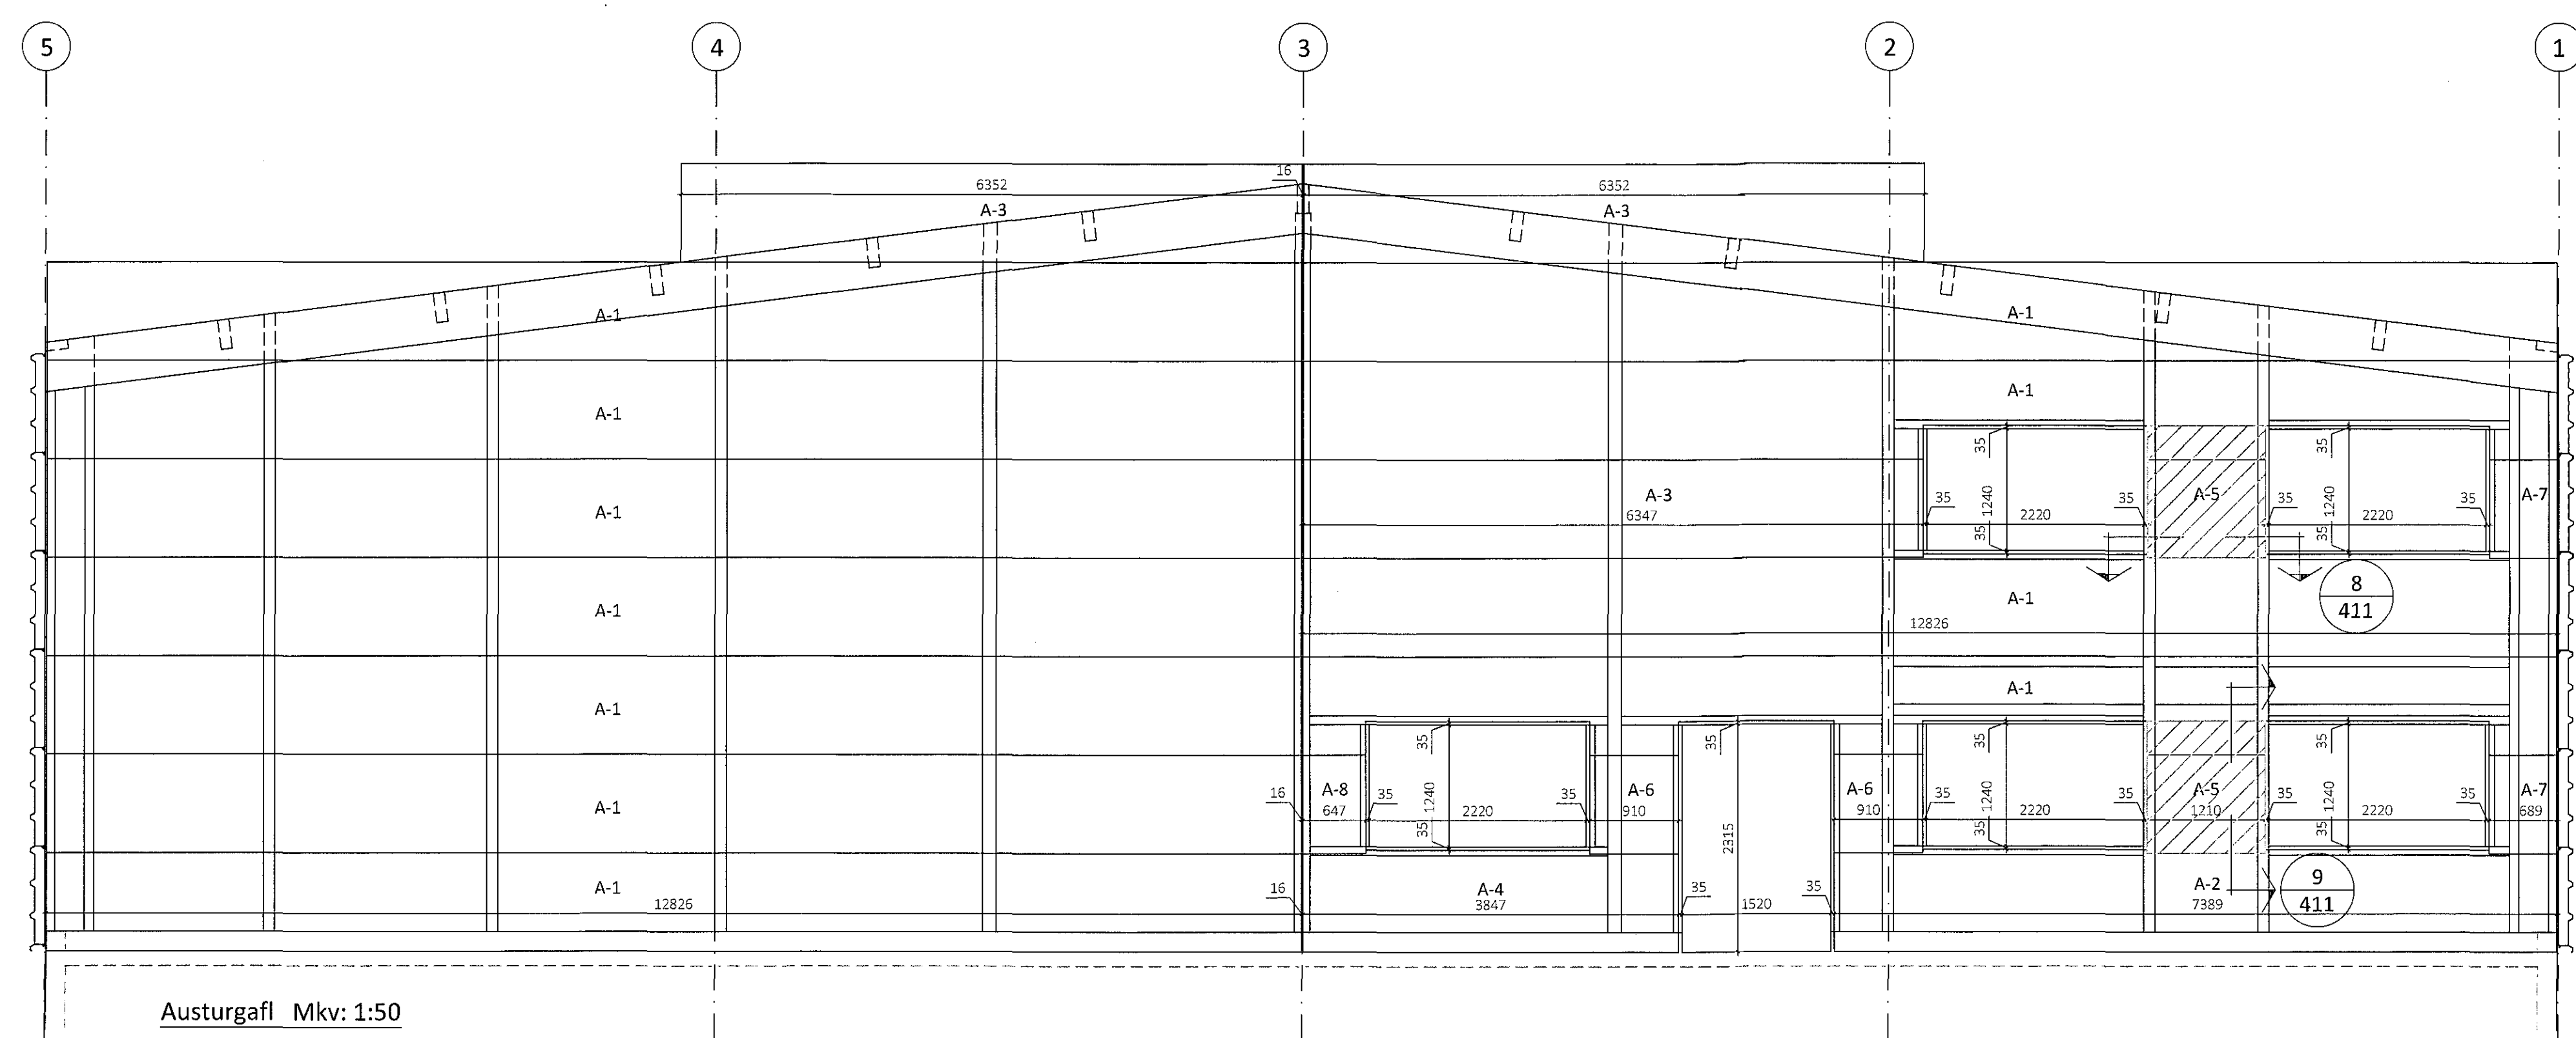 5 4 3 2 1
16
6352 6352
A-3 A-3
A-1 A-1
A-1
A-1
35 35
A-1
A-3
6347
35 1240 2220 35 A-5 35 1240 2220 35 A-7
35 35
A-1 A-1
8
411
12826
A-1
A-1
35 35 35 35
A-1
16 A-8 35 1240 35 A-6 A-6 35 1240 35 A-5 35 1240 35 A-7
647 2220 910 910 2220 1210 2220 689
35 2315 35 35
A-1
12826
16
A-4
3847
35 1520 35
A-2
7389
9
411
Austurgafl Mkv: 1:50